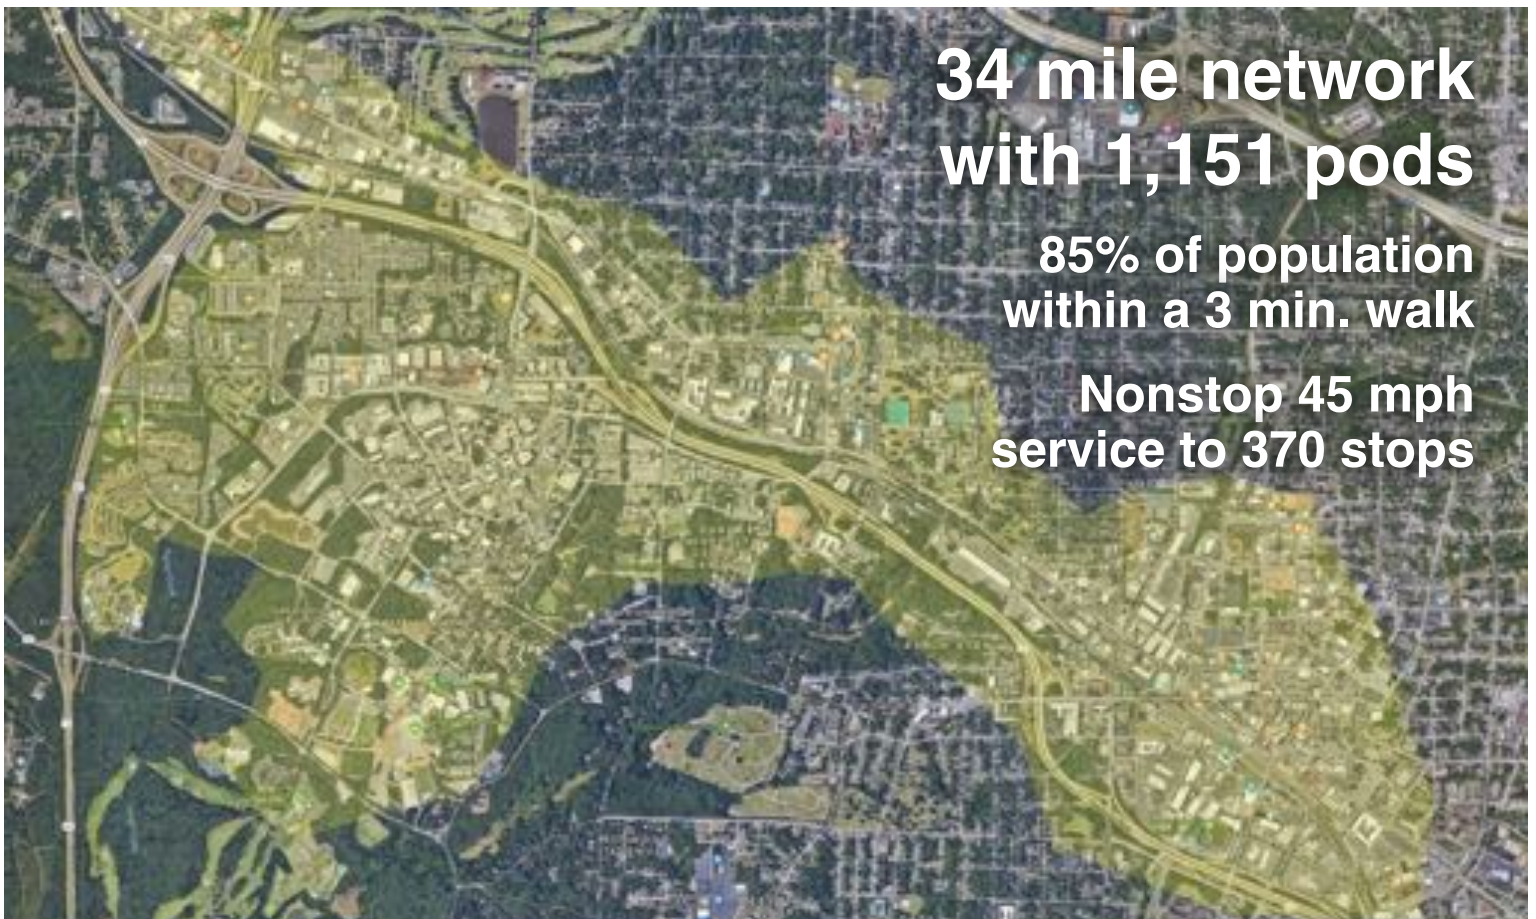 34 mile network
with 1,151 pods
85% of population
within a 3 min. walk
Nonstop 45 mph
service to 370 stops